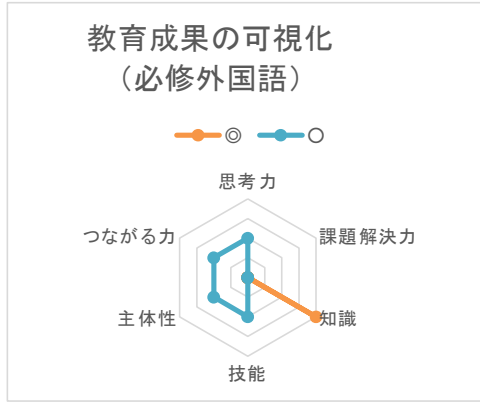 教育成果の可視化
（必修外国語）
◎ ○
思考力
つながる力 課題解決力
主体性 知識
技能